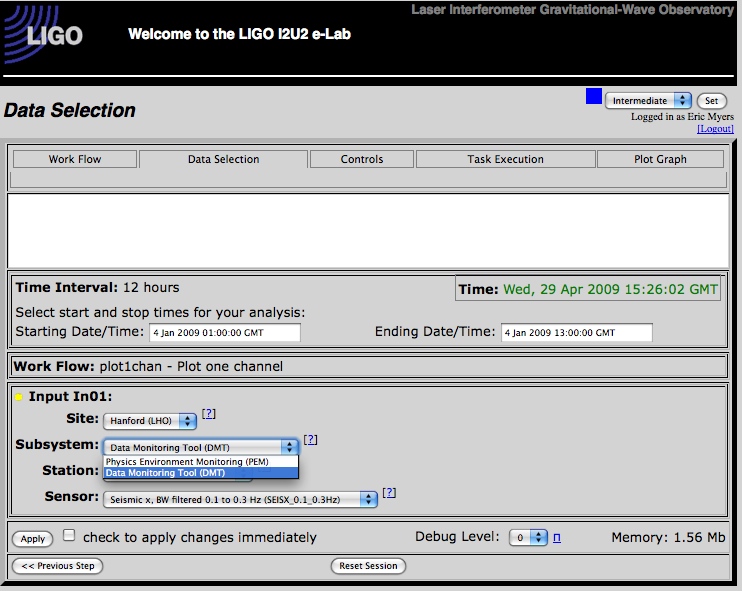 Laser Interferometer Gravitational-Wave Observatory
LIGO
Welcome to the LIGO I2U2 e-Lab
Data Selection
Intermediate Set
Logged in as Eric Myers
[Logout]
Work Flow Data Selection Controls Task Execution Plot Graph
Time Interval: 12 hours
Time: Wed, 29 Apr 2009 15:26:02 GMT
Select start and stop times for your analysis:
Starting Date/Time: 4 Jan 2009 01:00:00 GMT Ending Date/Time: 4 Jan 2009 13:00:00 GMT
Work Flow: plot1chan - Plot one channel
Input In01:
Site: Hanford (LHO) [?]
Subsystem: Data Monitoring Tool (DMT) [?]
Physics Environment Monitoring (PEM)
Data Monitoring Tool (DMT)
Station:
Sensor: Seismic x, BW filtered 0.1 to 0.3 Hz (SEISX_0.1_0.3Hz) [?]
Apply check to apply changes immediately Debug Level: 0 Π Memory: 1.56 Mb
<< Previous Step Reset Session